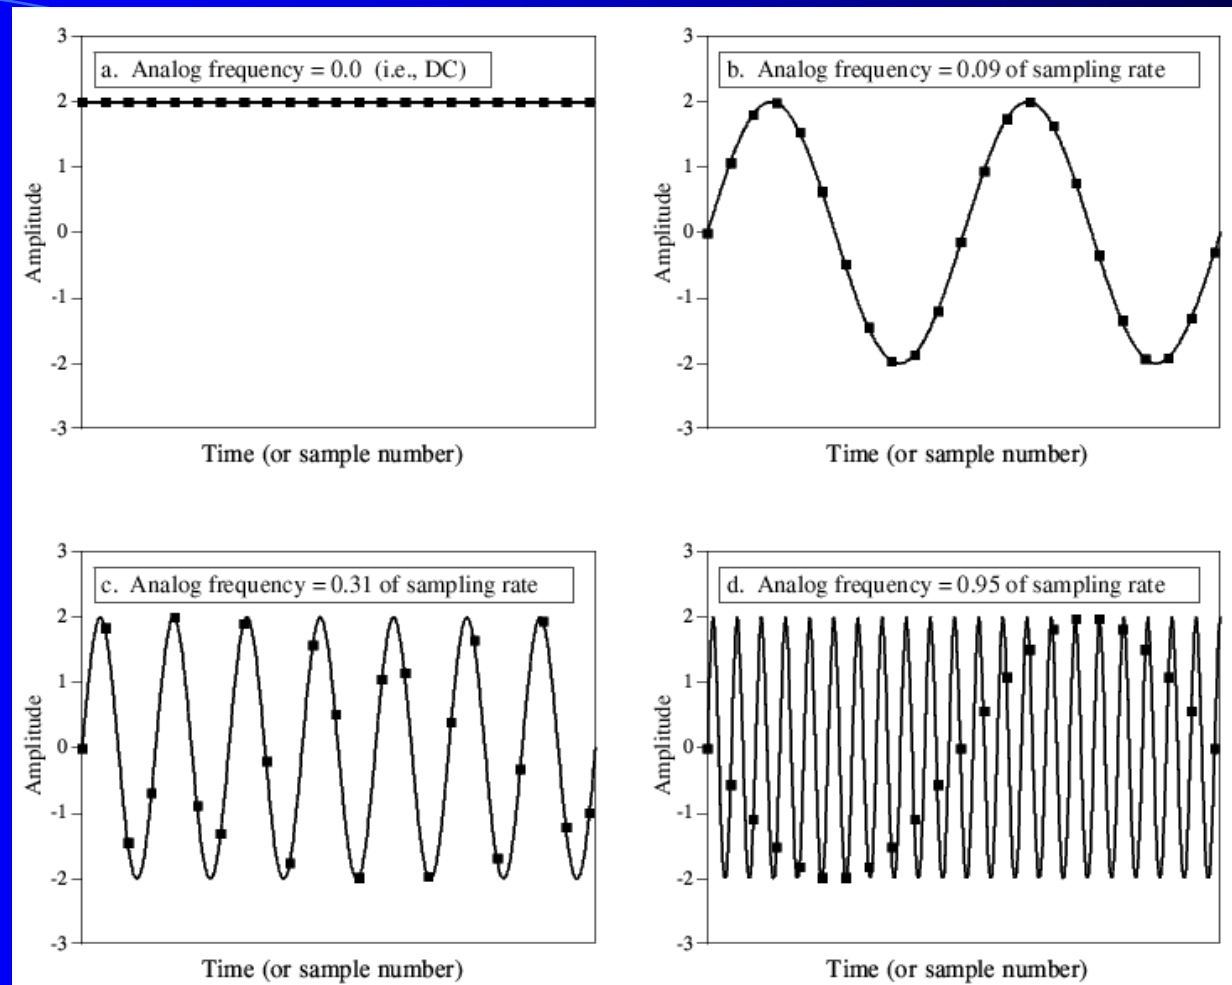 a. Analog frequency = 0.0 (i.e., DC)
3
2
1
0
-1
-2
-3
Amplitude
Time (or sample number)
b. Analog frequency = 0.09 of sampling rate
3
2
1
0
-1
-2
-3
Amplitude
Time (or sample number)
c. Analog frequency = 0.31 of sampling rate
3
2
1
0
-1
-2
-3
Amplitude
Time (or sample number)
d. Analog frequency = 0.95 of sampling rate
3
2
1
0
-1
-2
-3
Amplitude
Time (or sample number)